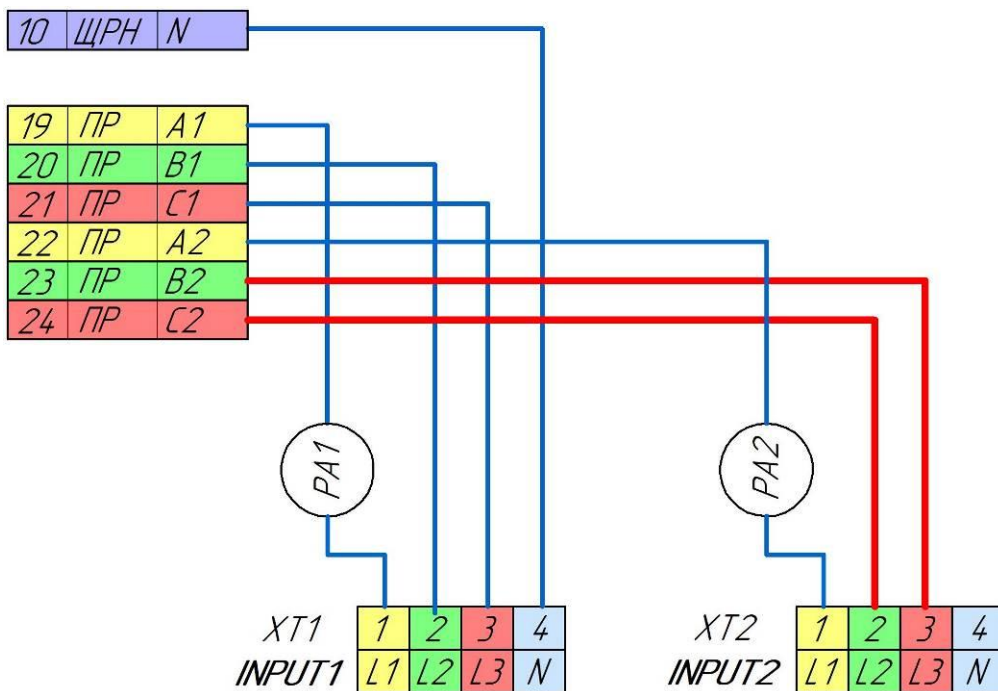 10 ЩРН N
19 ПР A1
20 ПР B1
21 ПР C1
22 ПР A2
23 ПР B2
24 ПР C2
PA1
PA2
XT1 1 2 3 4
INPUT1 L1 L2 L3 N
XT2 1 2 3 4
INPUT2 L1 L2 L3 N